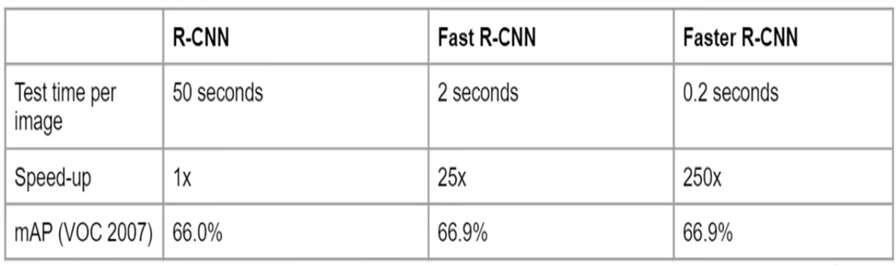 R-CNN Fast R-CNN Faster R-CNN
Test time per image 50 seconds 2 seconds 0.2 seconds
Speed-up 1x 25x 250x
mAP (VOC 2007) 66.0% 66.9% 66.9%